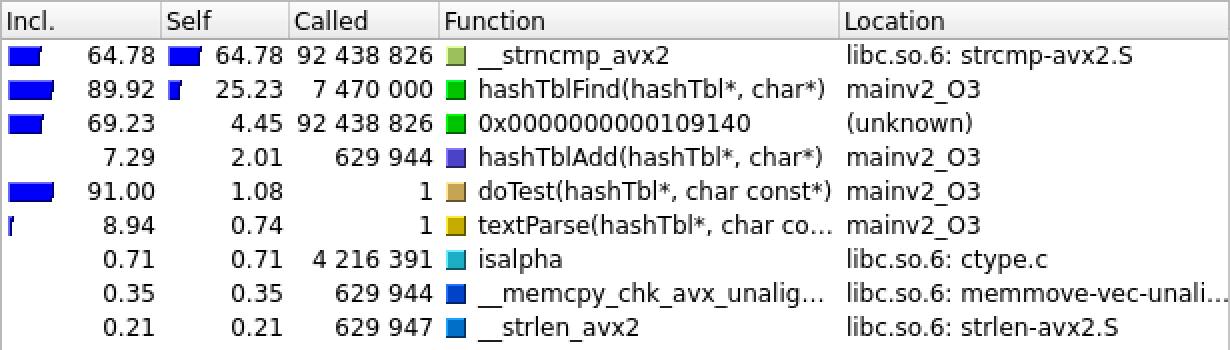 Incl. Self Called Function Location
64.78 64.78 92 438 826 __strncmp_avx2 libc.so.6: strcmp-avx2.S
89.92 25.23 7 470 000 hashTblFind(hashTbl*, char*) mainv2_O3
69.23 4.45 92 438 826 0x0000000000109140 (unknown)
7.29 2.01 629 944 hashTblAdd(hashTbl*, char*) mainv2_O3
91.00 1.08 1 doTest(hashTbl*, char const*) mainv2_O3
8.94 0.74 1 textParse(hashTbl*, char co... mainv2_O3
0.71 0.71 4 216 391 isalpha libc.so.6: ctype.c
0.35 0.35 629 944 __memcpy_chk_avx_unalig... libc.so.6: memmove-vec-unali...
0.21 0.21 629 947 __strlen_avx2 libc.so.6: strlen-avx2.S